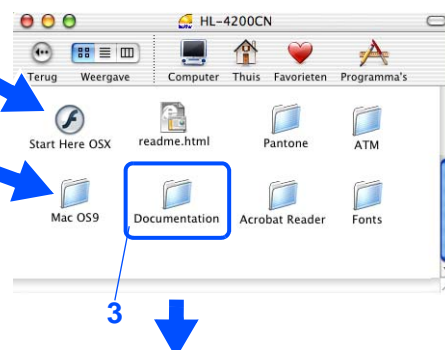 HL-4200CN
Terug Weergave Computer Thuis Favorieten Programma's
Start Here OSX readme.html Pantone ATM
Mac OS9 Documentation Acrobat Reader Fonts
3